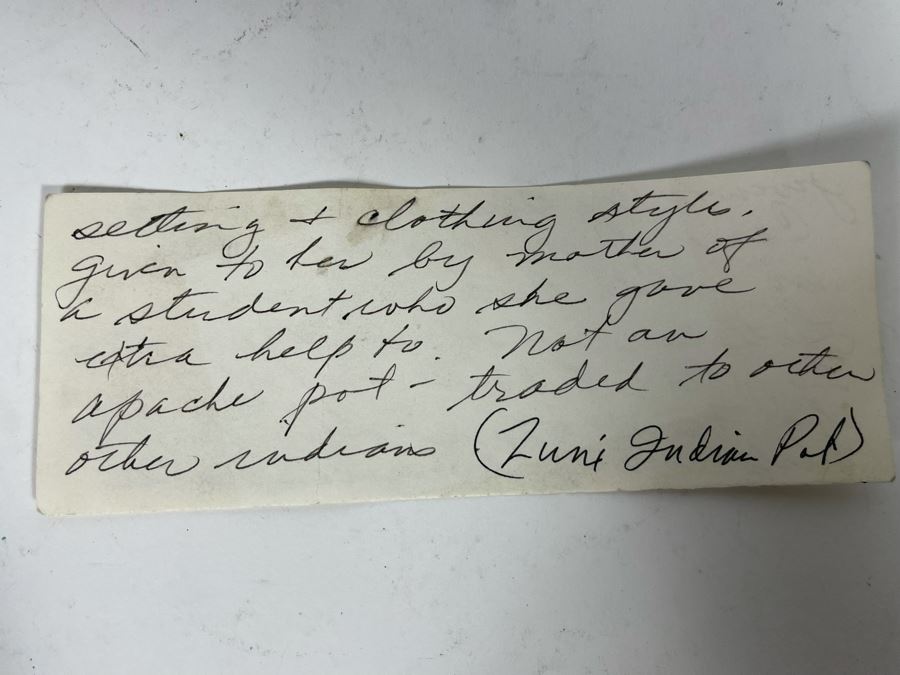 setting + clothing styles.
given to her by mother of
a student who she gave
extra help to. Not an
apache pot - traded to other
other indians (Zuni Indian Pot)